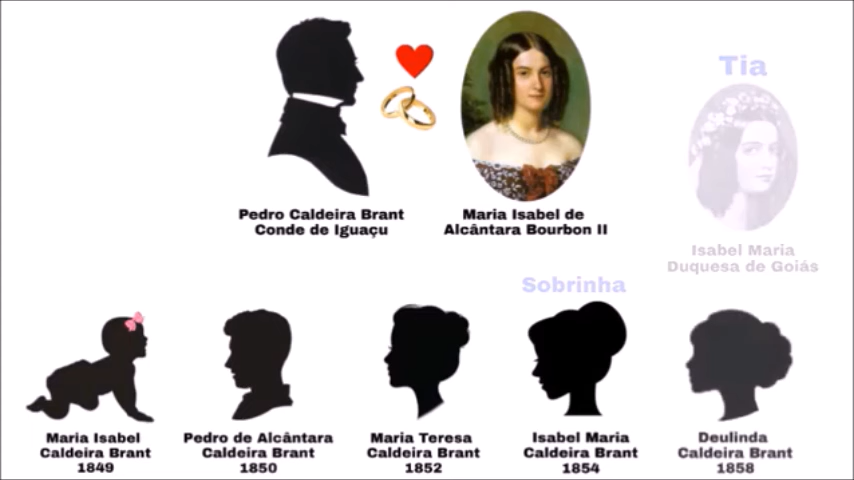 Tia
Pedro Caldeira Brant
Conde de Iguaçu
Maria Isabel de
Alcântara Bourbon II
Isabel Maria
Duquesa de Goiás
Sobrinha
Maria Isabel
Caldeira Brant
1849
Pedro de Alcântara
Caldeira Brant
1850
Maria Teresa
Caldeira Brant
1852
Isabel Maria
Caldeira Brant
1854
Deulinda
Caldeira Brant
1858